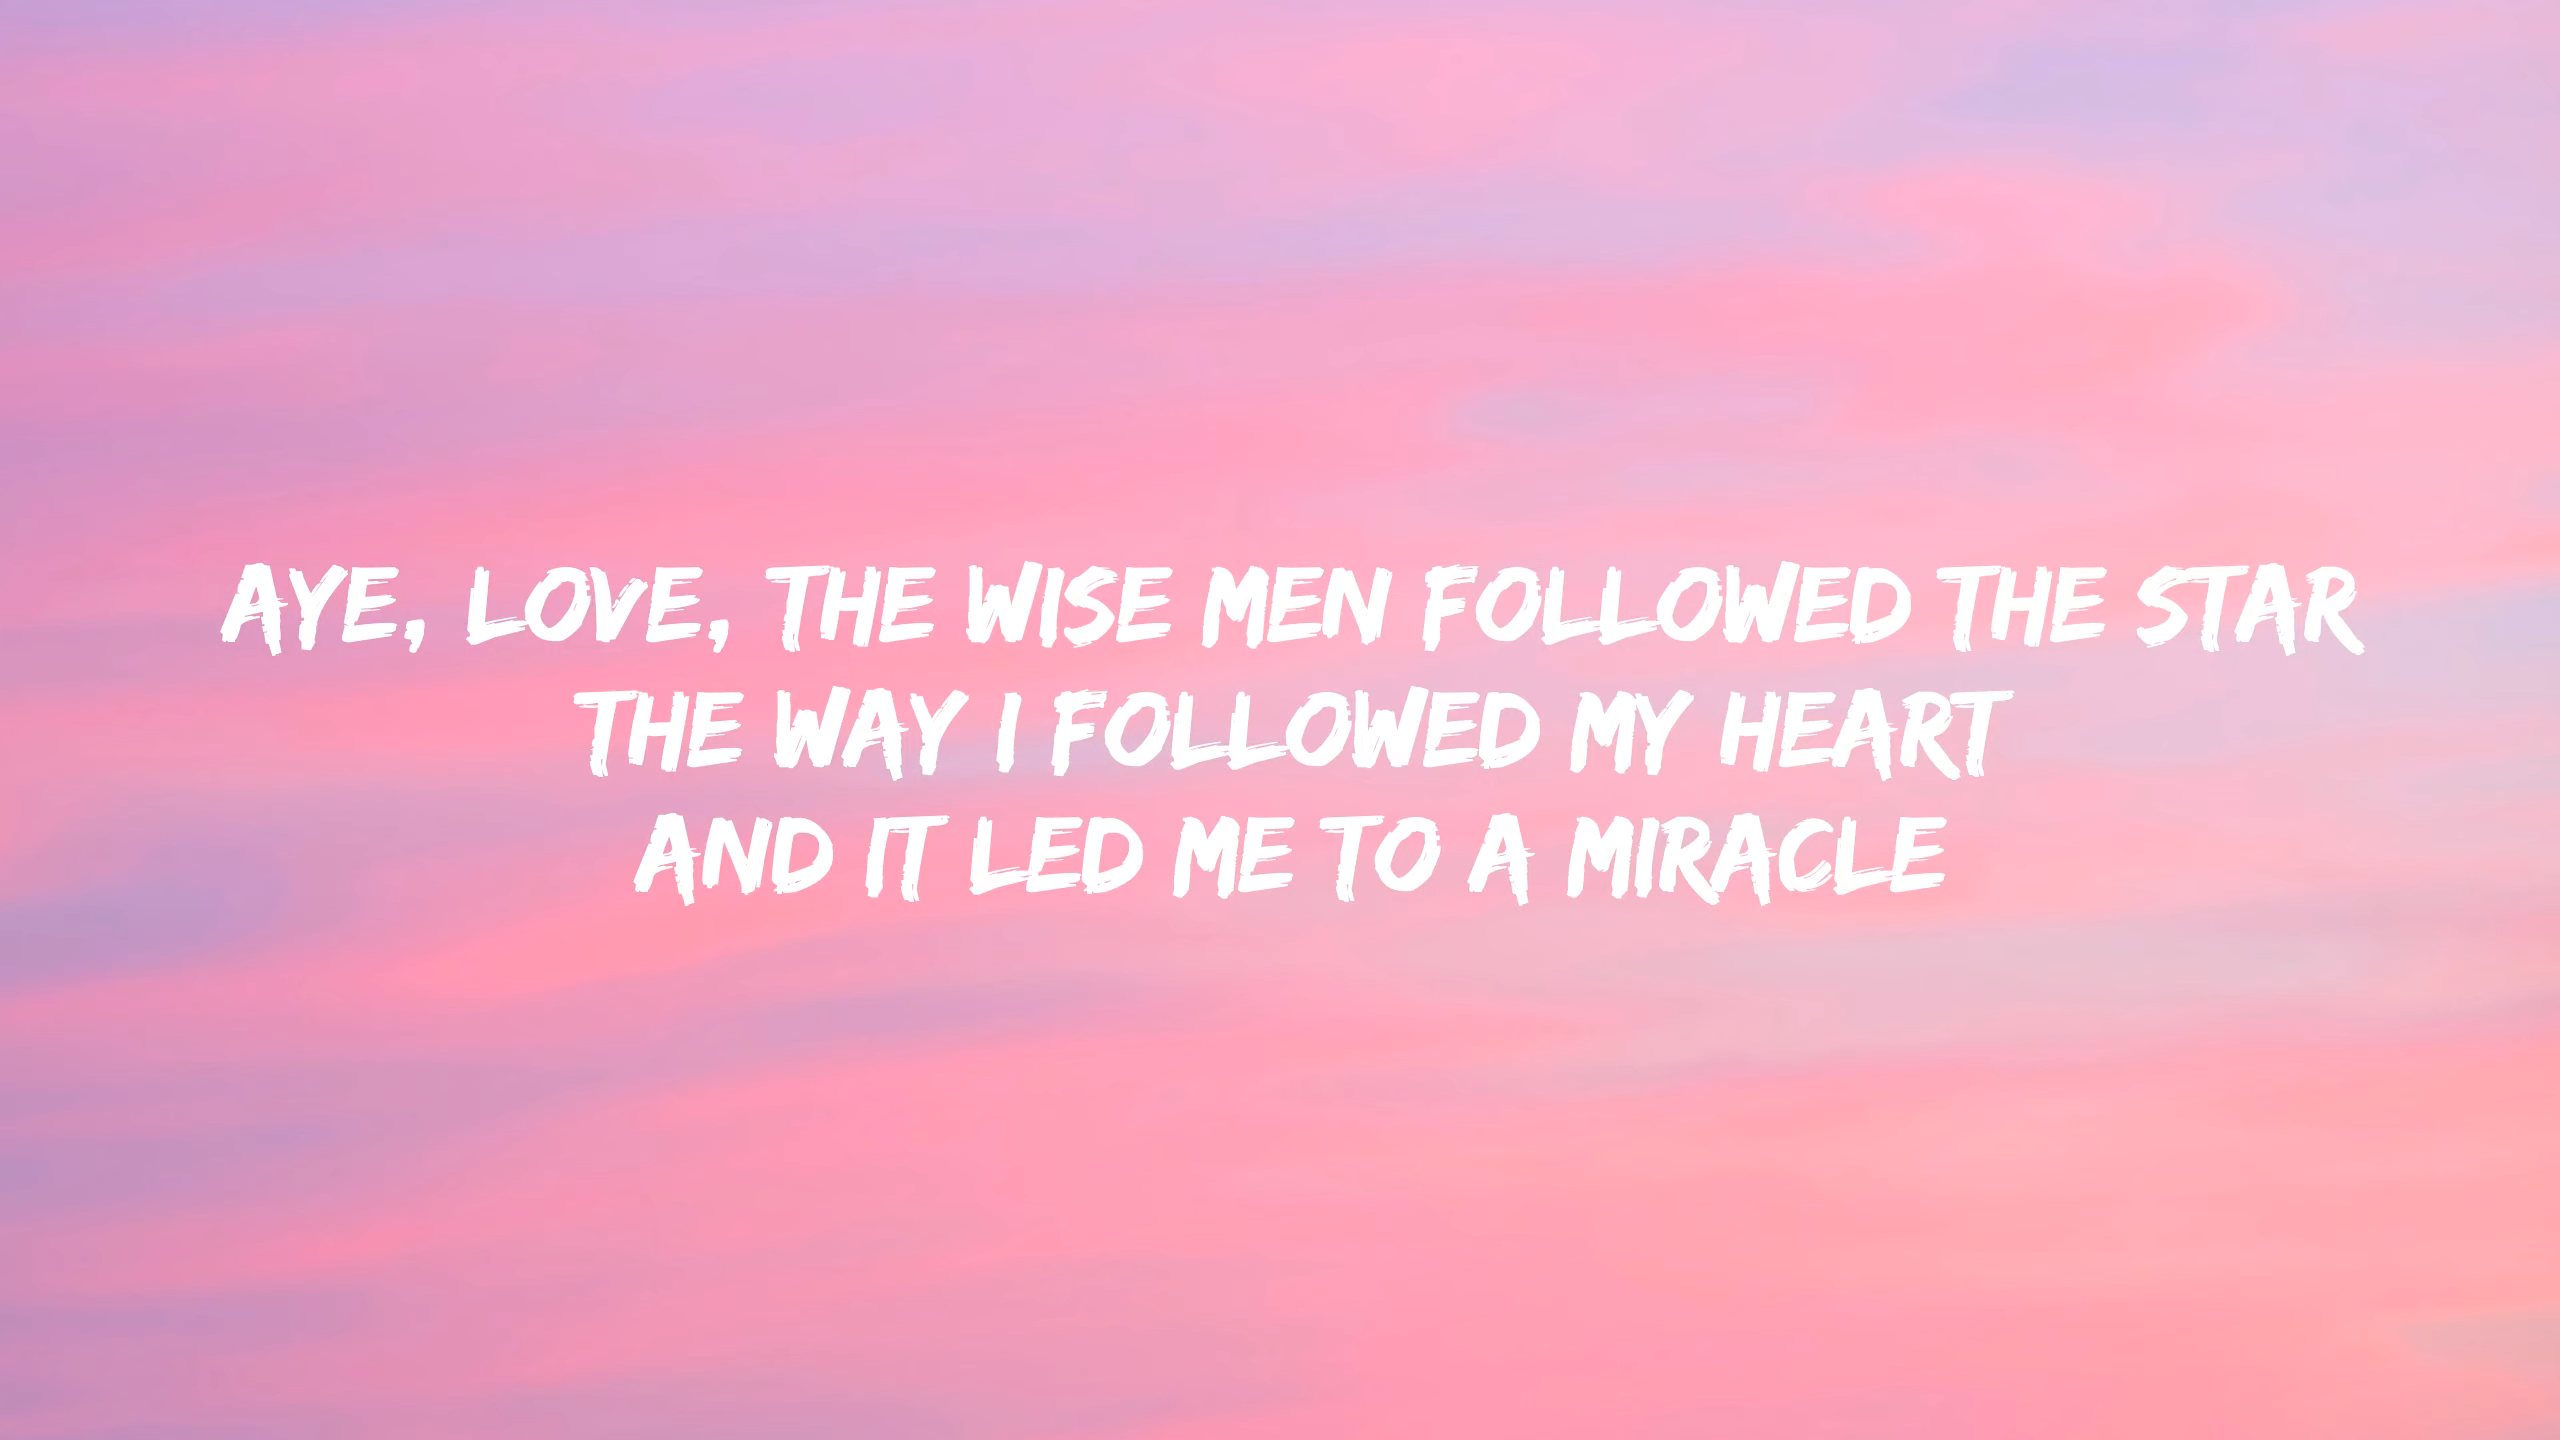 AYE, LOVE, THE WISE MEN FOLLOWED THE STAR
THE WAY I FOLLOWED MY HEART
AND IT LED ME TO A MIRACLE